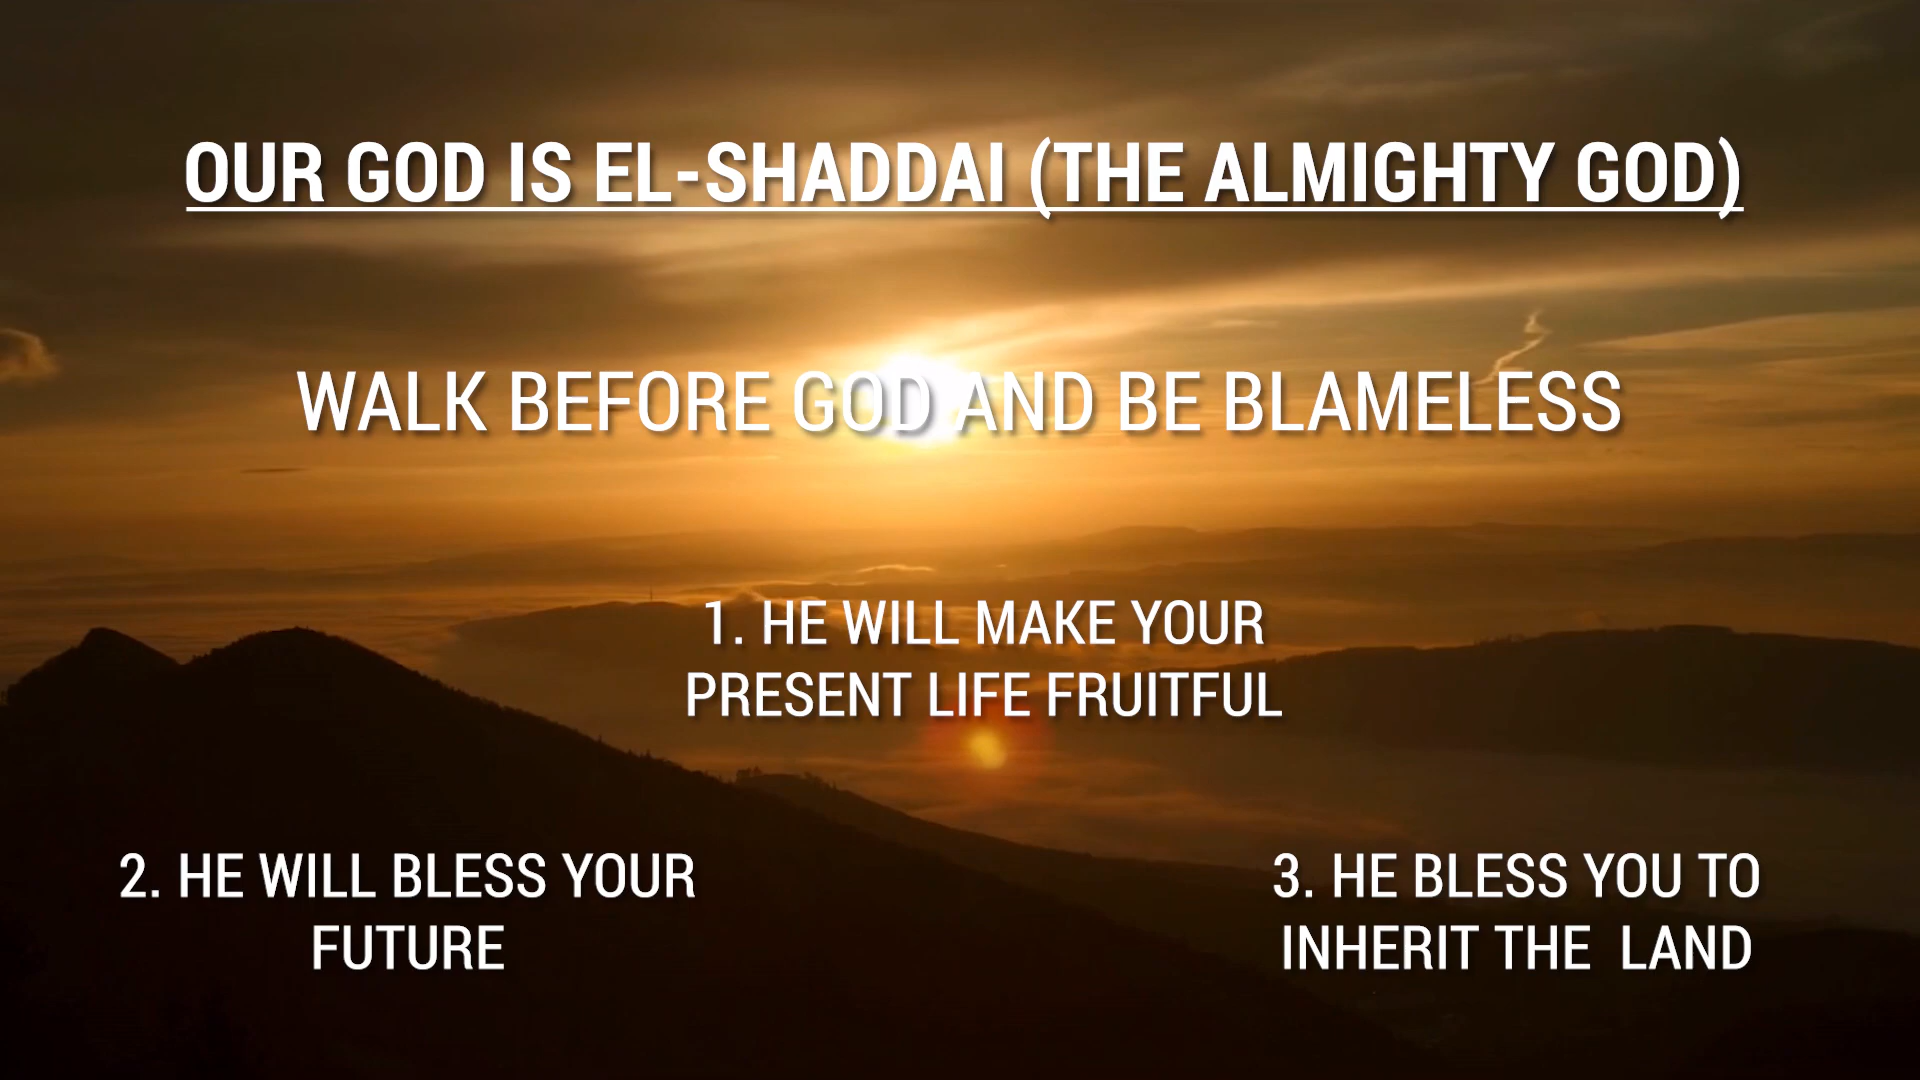 OUR GOD IS EL-SHADDAI (THE ALMIGHTY GOD)
WALK BEFORE GOD AND BE BLAMELESS
1. HE WILL MAKE YOUR
PRESENT LIFE FRUITFUL
2. HE WILL BLESS YOUR
FUTURE
3. HE BLESS YOU TO
INHERIT THE  LAND